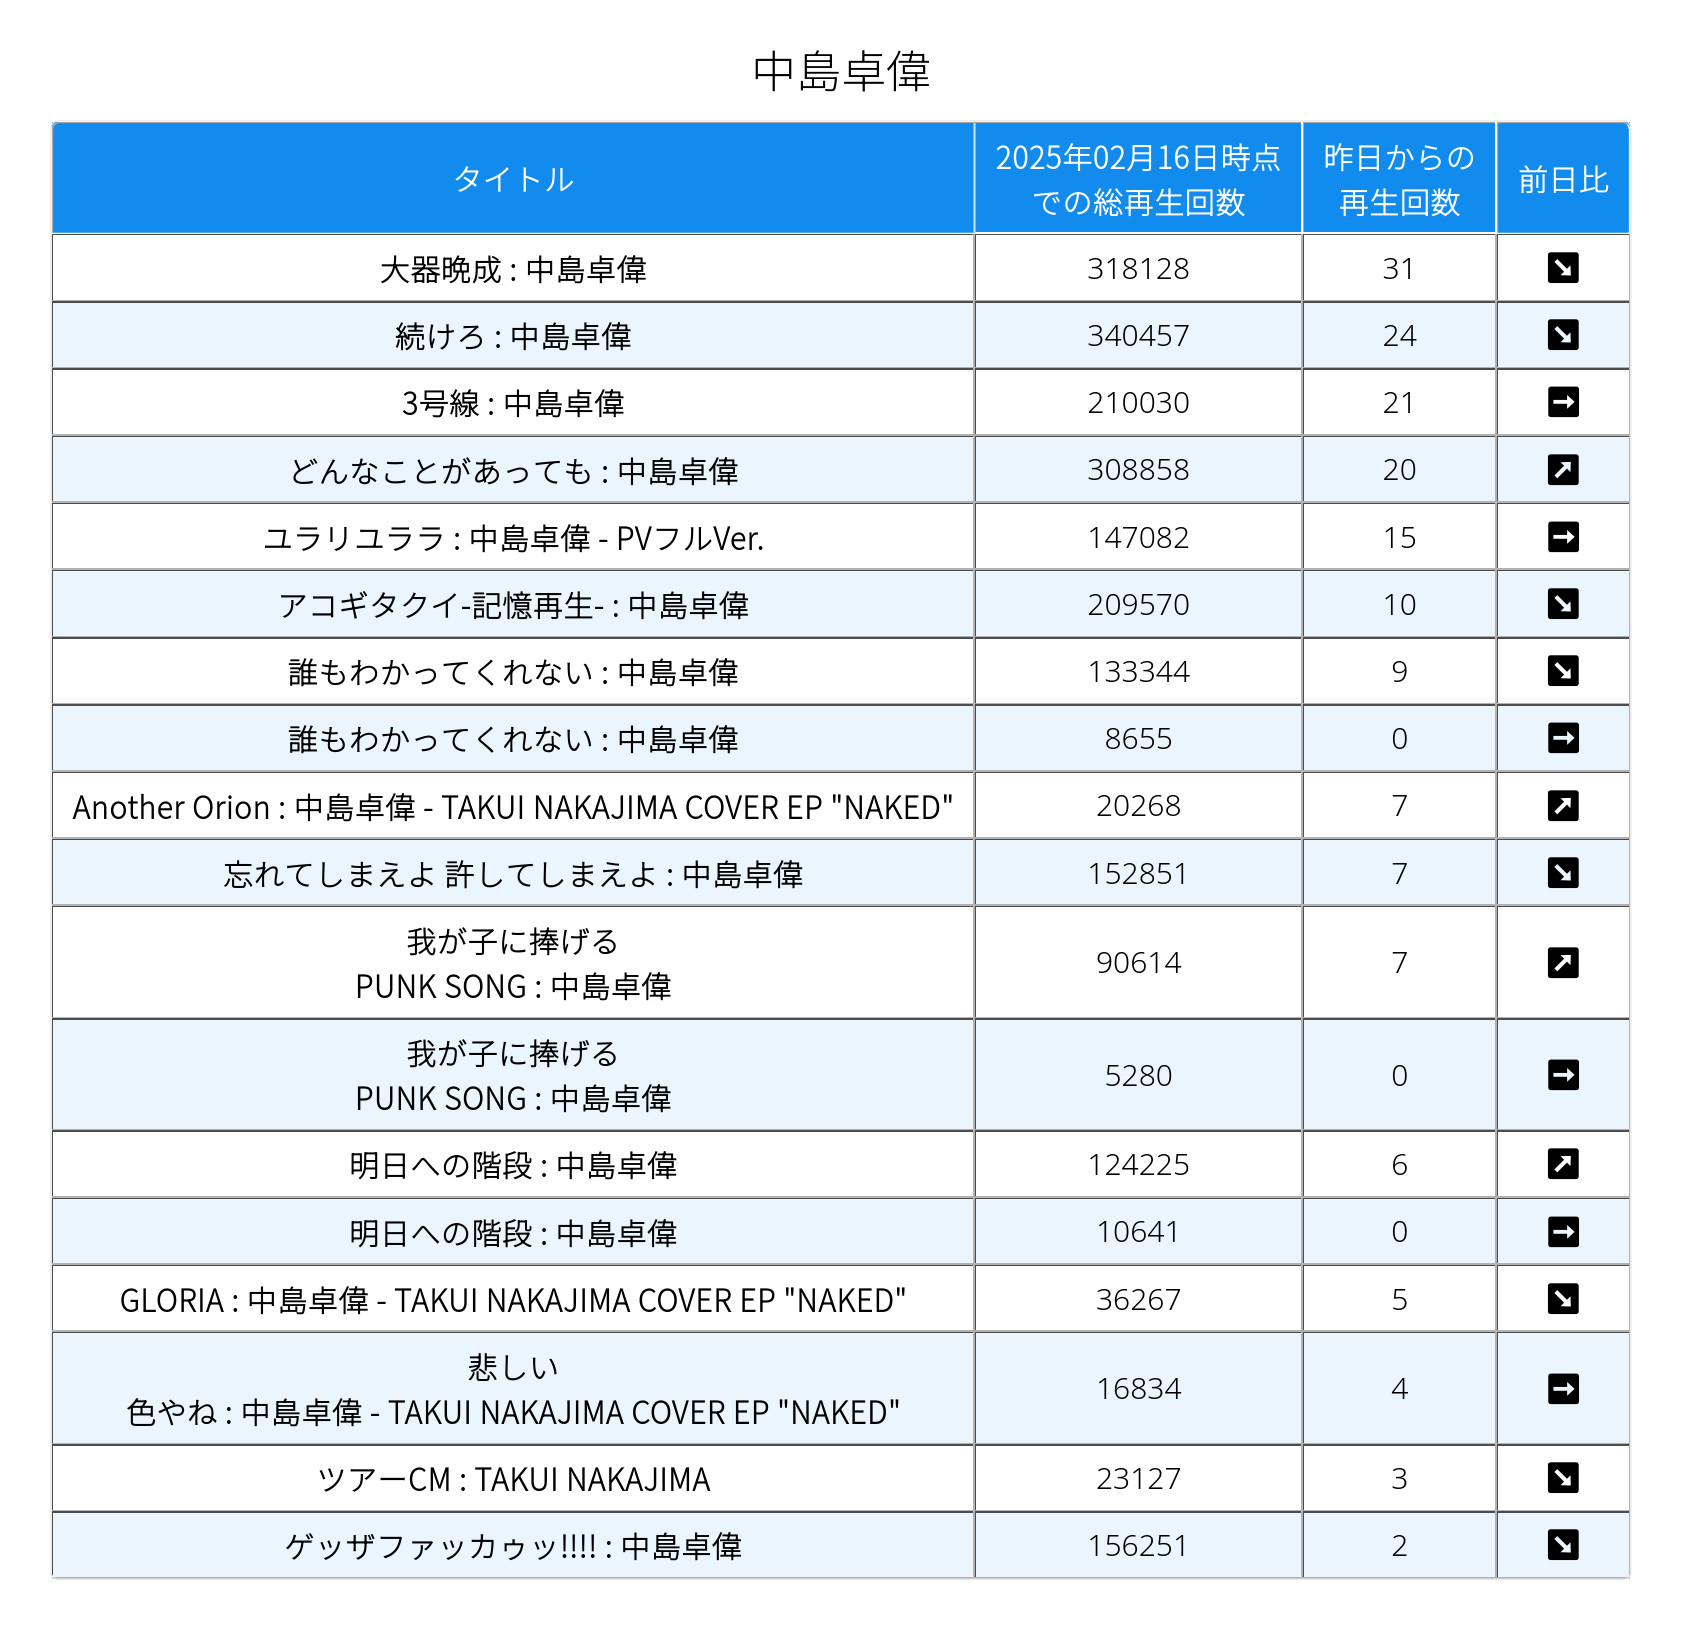 中島卓偉
タイトル 2025年02月16日時点での総再生回数 昨日からの再生回数 前日比
大器晩成 : 中島卓偉 318128 31 ↘
続けろ : 中島卓偉 340457 24 ↘
3号線 : 中島卓偉 210030 21 →
どんなことがあっても : 中島卓偉 308858 20 ↗
ユラリユララ : 中島卓偉 - PVフルVer. 147082 15 →
アコギタクイ-記憶再生- : 中島卓偉 209570 10 ↘
誰もわかってくれない : 中島卓偉 133344 9 ↘
誰もわかってくれない : 中島卓偉 8655 0 →
Another Orion : 中島卓偉 - TAKUI NAKAJIMA COVER EP "NAKED" 20268 7 ↗
忘れてしまえよ 許してしまえよ : 中島卓偉 152851 7 ↘
我が子に捧げる
PUNK SONG : 中島卓偉 90614 7 ↗
我が子に捧げる
PUNK SONG : 中島卓偉 5280 0 →
明日への階段 : 中島卓偉 124225 6 ↗
明日への階段 : 中島卓偉 10641 0 →
GLORIA : 中島卓偉 - TAKUI NAKAJIMA COVER EP "NAKED" 36267 5 ↘
悲しい
色やね : 中島卓偉 - TAKUI NAKAJIMA COVER EP "NAKED" 16834 4 →
ツアーCM : TAKUI NAKAJIMA 23127 3 ↘
ゲッザファッカゥッ!!!! : 中島卓偉 156251 2 ↘